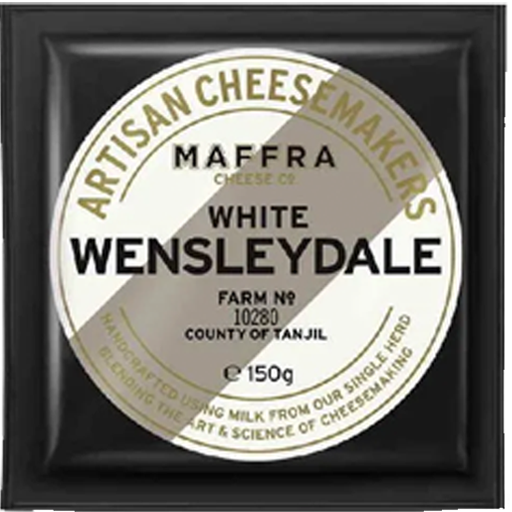 ARTISAN CHEESEMAKERS
MAFFRA
CHEESE Cº
WHITE
WENSLEYDALE
FARM Nº
10280
COUNTY OF TANJIL
℮ 150g
HANDCRAFTED USING MILK FROM OUR SINGLE HERD
BLENDING THE ART & SCIENCE OF CHEESEMAKING